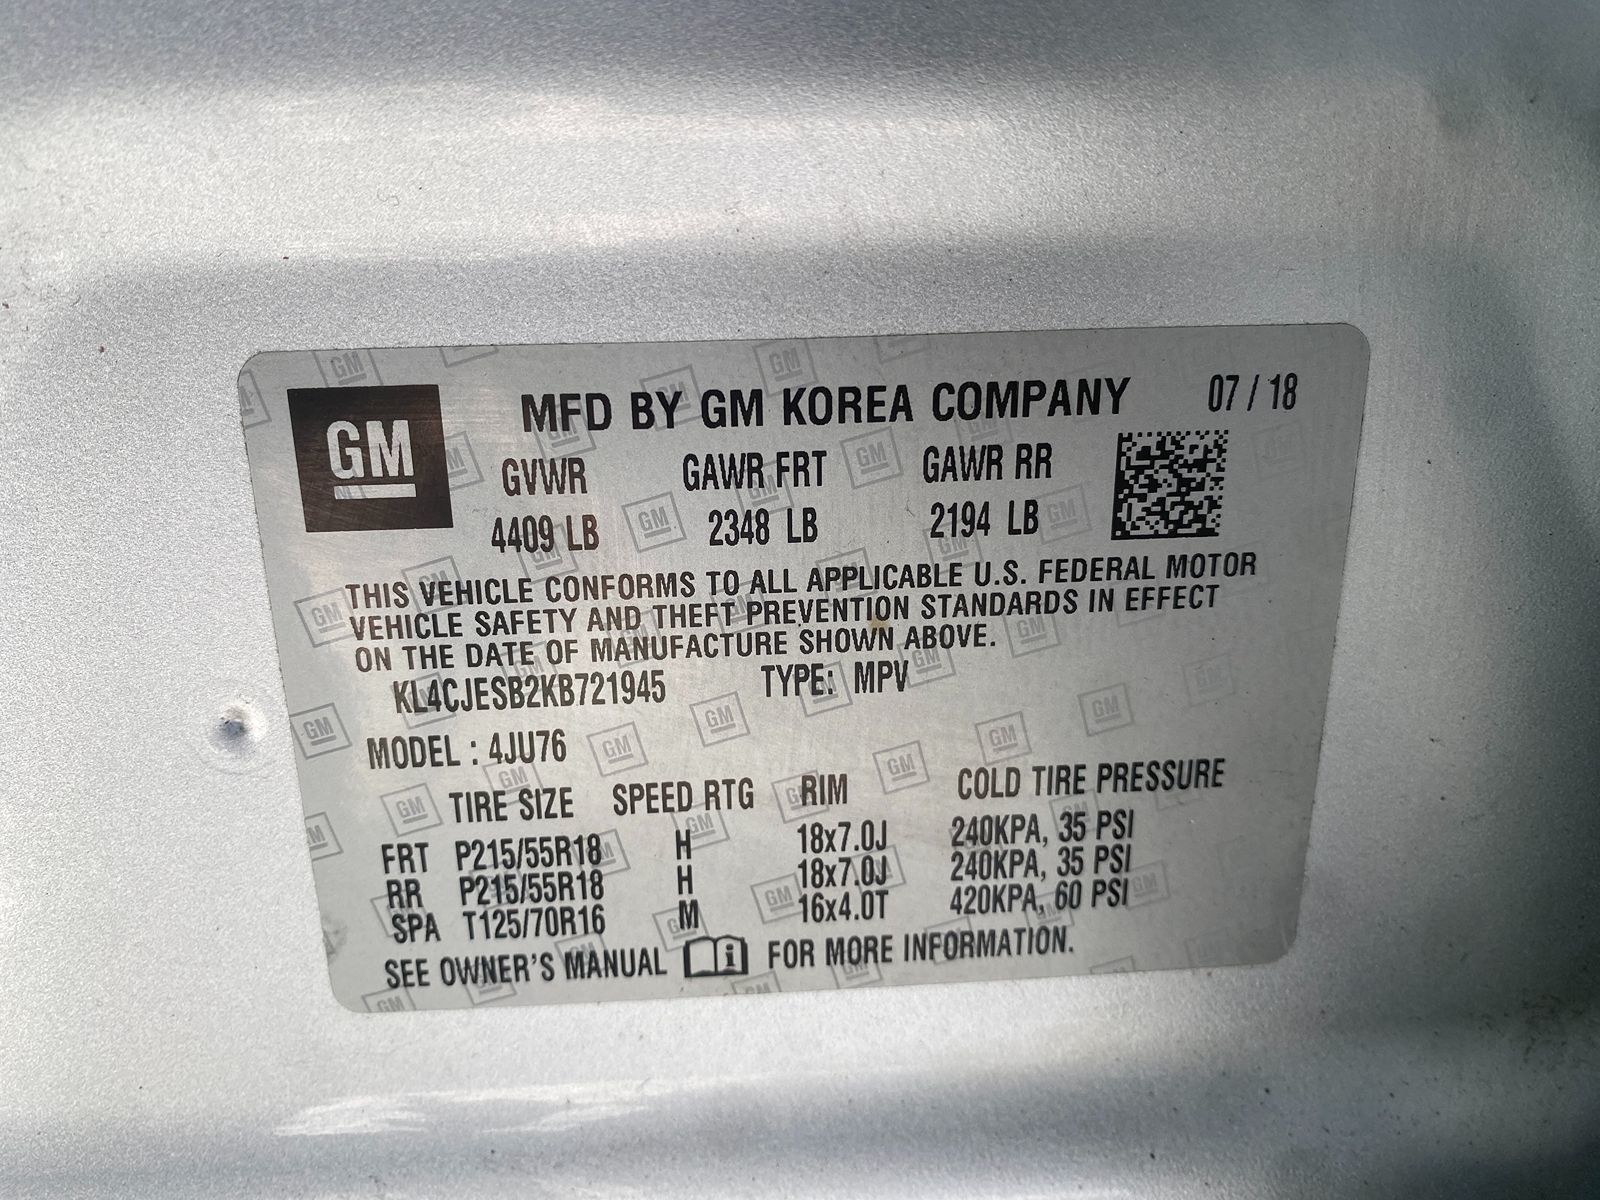 GM
MFD BY GM KOREA COMPANY 07 / 18
GVWR GAWR FRT GAWR RR
4409 LB 2348 LB 2194 LB
THIS VEHICLE CONFORMS TO ALL APPLICABLE U.S. FEDERAL MOTOR
VEHICLE SAFETY AND THEFT PREVENTION STANDARDS IN EFFECT
ON THE DATE OF MANUFACTURE SHOWN ABOVE.
KL4CJESB2KB721945 TYPE: MPV
MODEL : 4JU76
TIRE SIZE SPEED RTG RIM COLD TIRE PRESSURE
FRT P215/55R18 H 18x7.0J 240KPA, 35 PSI
RR P215/55R18 H 18x7.0J 240KPA, 35 PSI
SPA T125/70R16 M 16x4.0T 420KPA, 60 PSI
SEE OWNER'S MANUAL i FOR MORE INFORMATION.